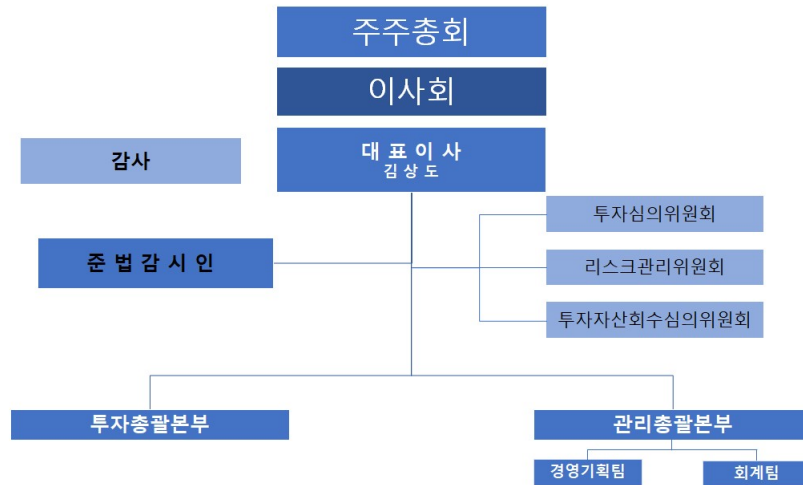 주주총회
이사회
대 표 이 사
김 상 도
감사
투자심의위원회
준 법 감 시 인
리스크관리위원회
투자자산회수심의위원회
투자총괄본부
관리총괄본부
경영기획팀
회계팀